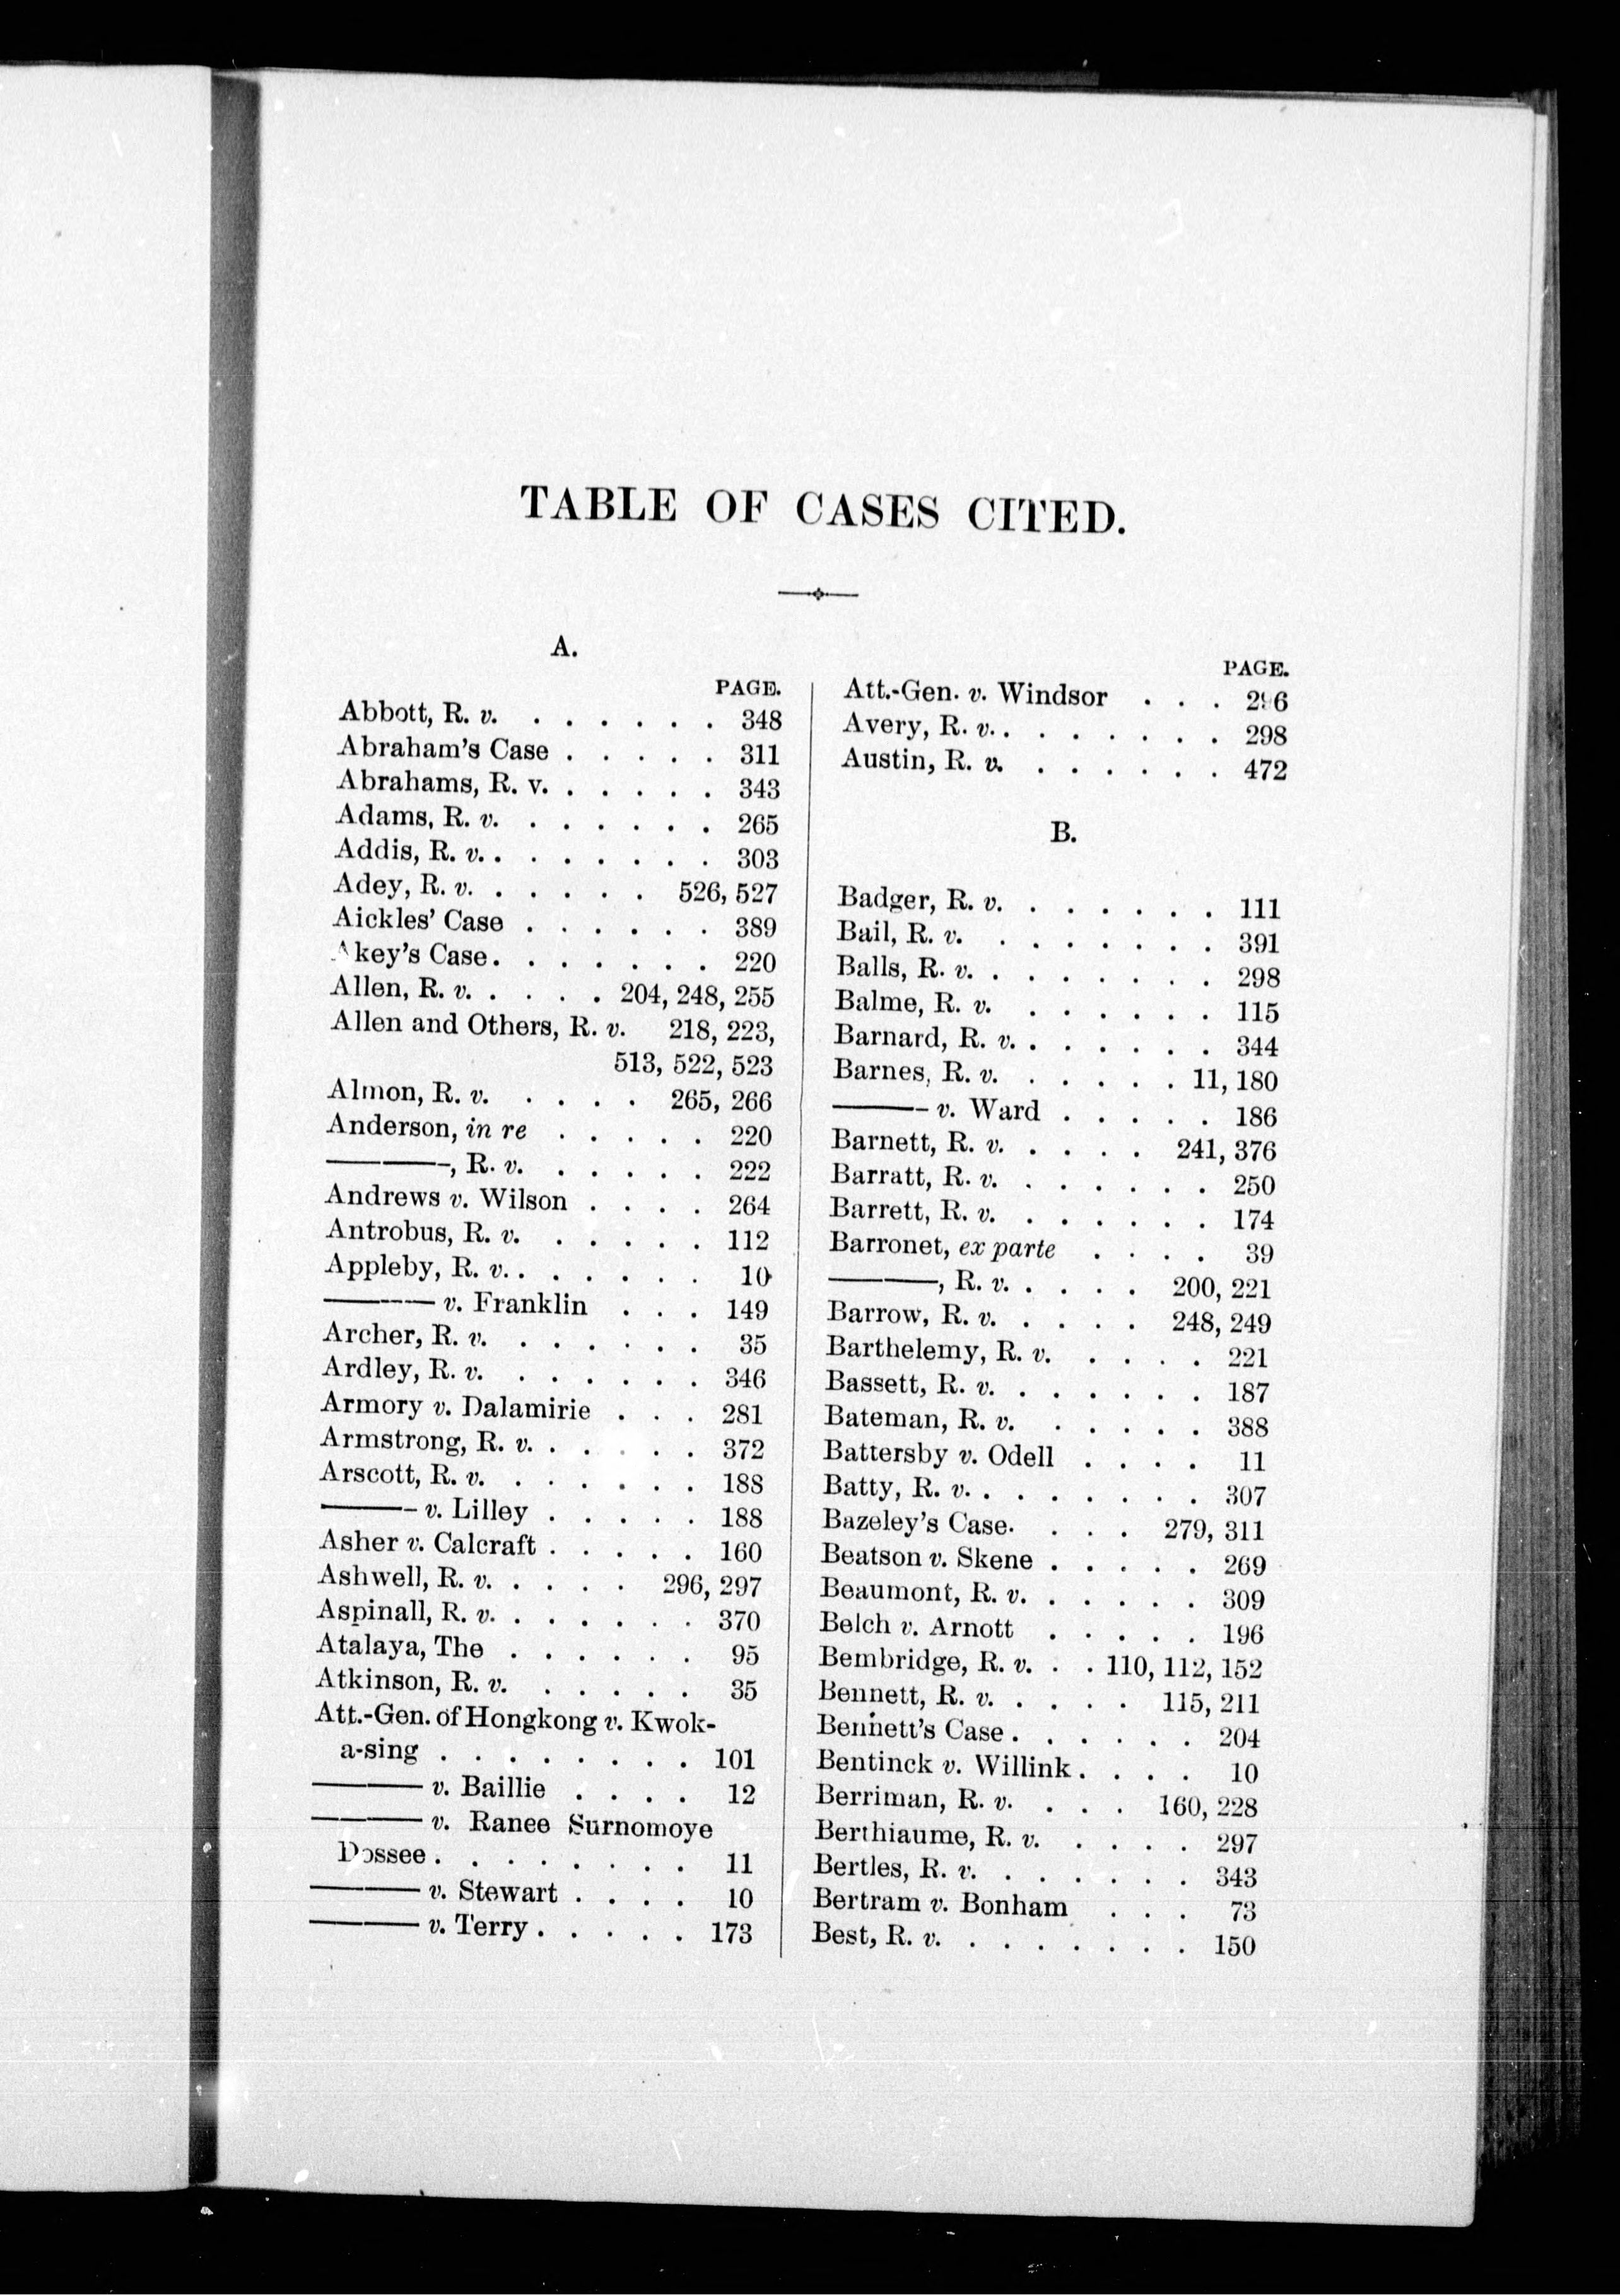 TABLE OF CASES CITED.
A.
PAGE.
Abbott, R. v. . . . . . . 348
Abraham's Case . . . . . 311
Abrahams, R. v. . . . . . 343
Adams, R. v. . . . . . . 265
Addis, R. v. . . . . . . . 303
Adey, R. v. . . . . . . 526, 527
Aickles' Case . . . . . . 389
Akey's Case . . . . . . . 220
Allen, R. v. . . . . . 204, 248, 255
Allen and Others, R. v. 218, 223,
513, 522, 523
Almon, R. v. . . . . 265, 266
Anderson, in re . . . . . 220
———, R. v. . . . . . 222
Andrews v. Wilson . . . . 264
Antrobus, R. v. . . . . . 112
Appleby, R. v. . . . . . . 10
——— v. Franklin . . . 149
Archer, R. v. . . . . . . 35
Ardley, R. v. . . . . . . 346
Armory v. Dalamirie . . . 281
Armstrong, R. v. . . . . . 372
Arscott, R. v. . . . . . . 188
——— v. Lilley . . . . . 188
Asher v. Calcraft . . . . . 160
Ashwell, R. v. . . . . 296, 297
Aspinall, R. v. . . . . . . 370
Atalaya, The . . . . . . 95
Atkinson, R. v. . . . . . 35
Att.-Gen. of Hongkong v. Kwok-
a-sing . . . . . . . . 101
——— v. Baillie . . . . 12
——— v. Ranee Surnomoye
Dossee . . . . . . . . 11
——— v. Stewart . . . . 10
——— v. Terry . . . . . 173
PAGE.
Att.-Gen. v. Windsor . . . 296
Avery, R. v. . . . . . . . 298
Austin, R. v. . . . . . . 472
B.
Badger, R. v. . . . . . . 111
Bail, R. v. . . . . . . . 391
Balls, R. v. . . . . . . . 298
Balme, R. v. . . . . . . 115
Barnard, R. v. . . . . . . 344
Barnes, R. v. . . . . . 11, 180
——— v. Ward . . . . . 186
Barnett, R. v. . . . . 241, 376
Barratt, R. v. . . . . . . 250
Barrett, R. v. . . . . . . 174
Barronet, ex parte . . . . 39
———, R. v. . . . . 200, 221
Barrow, R. v. . . . . 248, 249
Barthelemy, R. v. . . . . 221
Bassett, R. v. . . . . . . 187
Bateman, R. v. . . . . . 388
Battersby v. Odell . . . . 11
Batty, R. v. . . . . . . . 307
Bazeley's Case . . . . 279, 311
Beatson v. Skene . . . . . 269
Beaumont, R. v. . . . . . 309
Belch v. Arnott . . . . . 196
Bembridge, R. v. . . 110, 112, 152
Bennett, R. v. . . . . 115, 211
Bennett's Case . . . . . . 204
Bentinck v. Willink . . . . 10
Berriman, R. v. . . . 160, 228
Berthiaume, R. v. . . . . 297
Bertles, R. v. . . . . . . 343
Bertram v. Bonham . . . 73
Best, R. v. . . . . . . . 150